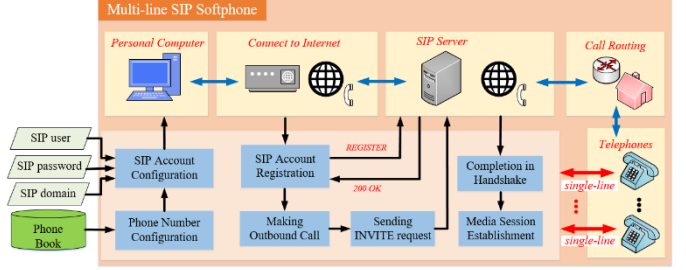 Multi-line SIP Softphone
Personal Computer
Connect to Internet
SIP Server
Call Routing
SIP user
SIP password
SIP domain
Phone
Book
SIP Account
Configuration
Phone Number
Configuration
SIP Account
Registration
REGISTER
200 OK
Making
Outbound Call
Sending
INVITE request
Completion in
Handshake
Media Session
Establishment
Telephones
single-line
single-line